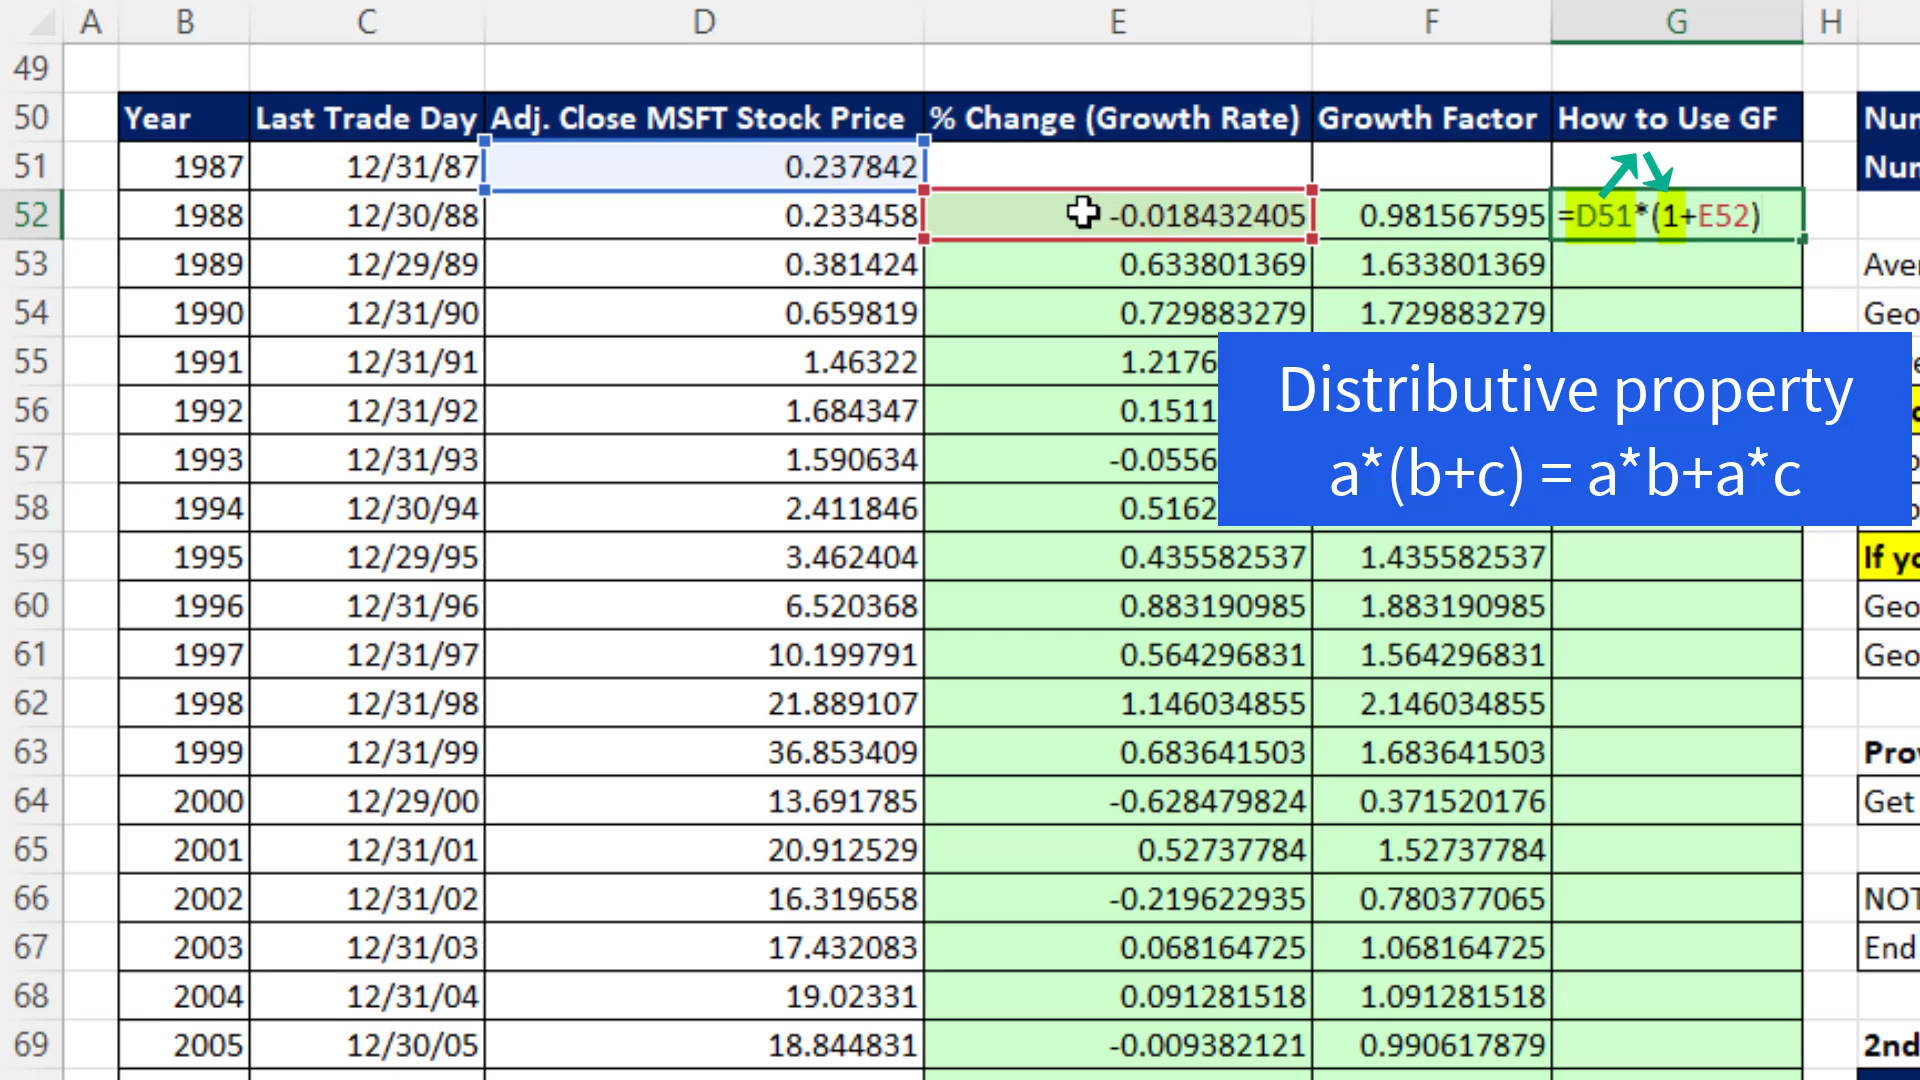 A B C D E F G H
49
50 Year Last Trade Day Adj. Close MSFT Stock Price % Change (Growth Rate) Growth Factor How to Use GF
51 1987 12/31/87 0.237842
52 1988 12/30/88 0.233458 -0.018432405 0.981567595 =D51*(1+E52)
53 1989 12/29/89 0.381424 0.633801369 1.633801369
54 1990 12/31/90 0.659819 0.729883279 1.729883279
55 1991 12/31/91 1.46322 1.2176
56 1992 12/31/92 1.684347 0.1511
57 1993 12/31/93 1.590634 -0.0556
58 1994 12/30/94 2.411846 0.5162
Distributive property
a*(b+c) = a*b+a*c
59 1995 12/29/95 3.462404 0.435582537 1.435582537
60 1996 12/31/96 6.520368 0.883190985 1.883190985 Geo
61 1997 12/31/97 10.199791 0.564296831 1.564296831 Geo
62 1998 12/31/98 21.889107 1.146034855 2.146034855
63 1999 12/31/99 36.853409 0.683641503 1.683641503
64 2000 12/29/00 13.691785 -0.628479824 0.371520176 Get
65 2001 12/31/01 20.912529 0.52737784 1.52737784
66 2002 12/31/02 16.319658 -0.219622935 0.780377065
67 2003 12/31/03 17.432083 0.068164725 1.068164725 End
68 2004 12/31/04 19.02331 0.091281518 1.091281518
69 2005 12/30/05 18.844831 -0.009382121 0.990617879 2nd